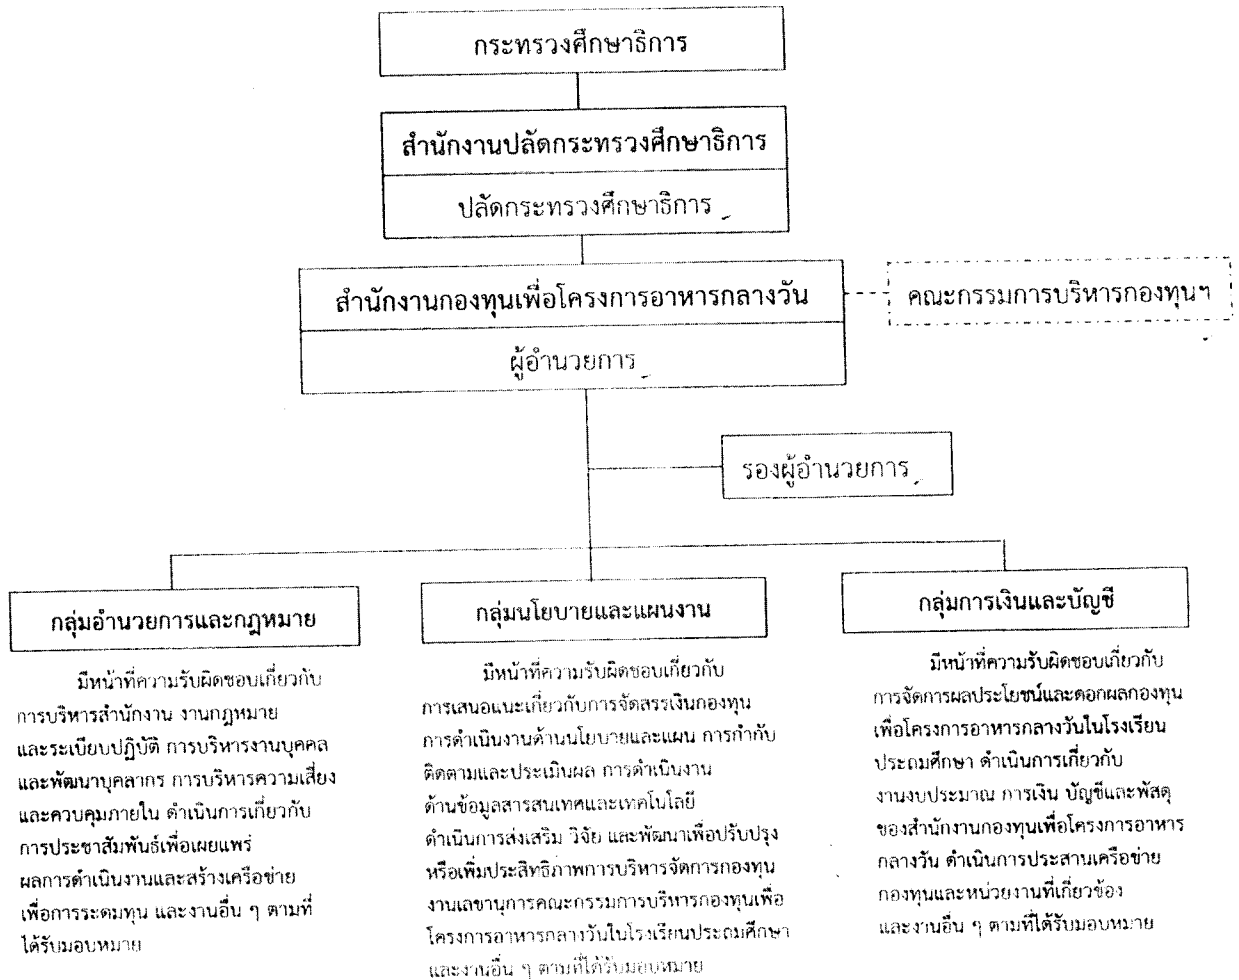 กระทรวงศึกษาธิการ
สำนักงานปลัดกระทรวงศึกษาธิการ
ปลัดกระทรวงศึกษาธิการ
สำนักงานกองทุนเพื่อโครงการอาหารกลางวัน
คณะกรรมการบริหารกองทุนฯ
ผู้อำนวยการ
รองผู้อำนวยการ
กลุ่มอำนวยการและกฎหมาย
มีหน้าที่ความรับผิดชอบเกี่ยวกับ
การบริหารสำนักงาน งานกฎหมาย
และระเบียบปฏิบัติ การบริหารงานบุคคล
และพัฒนาบุคลากร การบริหารความเสี่ยง
และควบคุมภายใน ดำเนินการเกี่ยวกับ
การประชาสัมพันธ์เพื่อเผยแพร่
ผลการดำเนินงานและสร้างเครือข่าย
เพื่อการระดมทุน และงานอื่น ๆ ตามที่
ได้รับมอบหมาย
กลุ่มนโยบายและแผนงาน
มีหน้าที่ความรับผิดชอบเกี่ยวกับ
การเสนอแนะเกี่ยวกับการจัดสรรเงินกองทุน
การดำเนินงานด้านนโยบายและแผน การกำกับ
ติดตามและประเมินผล การดำเนินงาน
ด้านข้อมูลสารสนเทศและเทคโนโลยี
ดำเนินการส่งเสริม วิจัย และพัฒนาเพื่อปรับปรุง
หรือเพิ่มประสิทธิภาพการบริหารจัดการกองทุน
งานเลขานุการคณะกรรมการบริหารกองทุนเพื่อ
โครงการอาหารกลางวันในโรงเรียนประถมศึกษา
และงานอื่น ๆ ตามที่ได้รับมอบหมาย
กลุ่มการเงินและบัญชี
มีหน้าที่ความรับผิดชอบเกี่ยวกับ
การจัดการผลประโยชน์และดอกผลกองทุน
เพื่อโครงการอาหารกลางวันในโรงเรียน
ประถมศึกษา ดำเนินการเกี่ยวกับ
งานงบประมาณ การเงิน บัญชีและพัสดุ
ของสำนักงานกองทุนเพื่อโครงการอาหาร
กลางวัน ดำเนินการประสานเครือข่าย
กองทุนและหน่วยงานที่เกี่ยวข้อง
และงานอื่น ๆ ตามที่ได้รับมอบหมาย